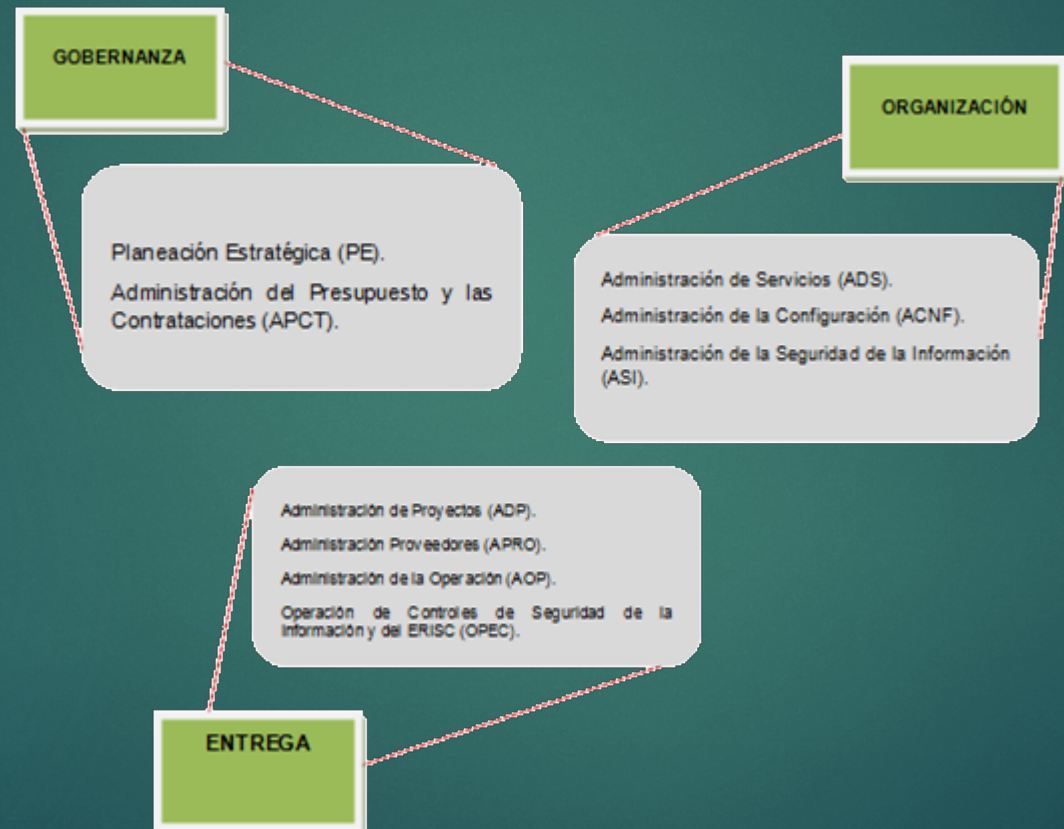 GOBERNANZA
Planeación Estratégica (PE).
Administración del Presupuesto y las
Contrataciones (APCT).
ORGANIZACIÓN
Administración de Servicios (ADS).
Administración de la Configuración (ACNF).
Administración de la Seguridad de la Información
(ASI).
Administración de Proyectos (ADP).
Administración Proveedores (APRO).
Administración de la Operación (AOP).
Operación de Controles de Seguridad de la
Información y del ERISC (OPEC).
ENTREGA